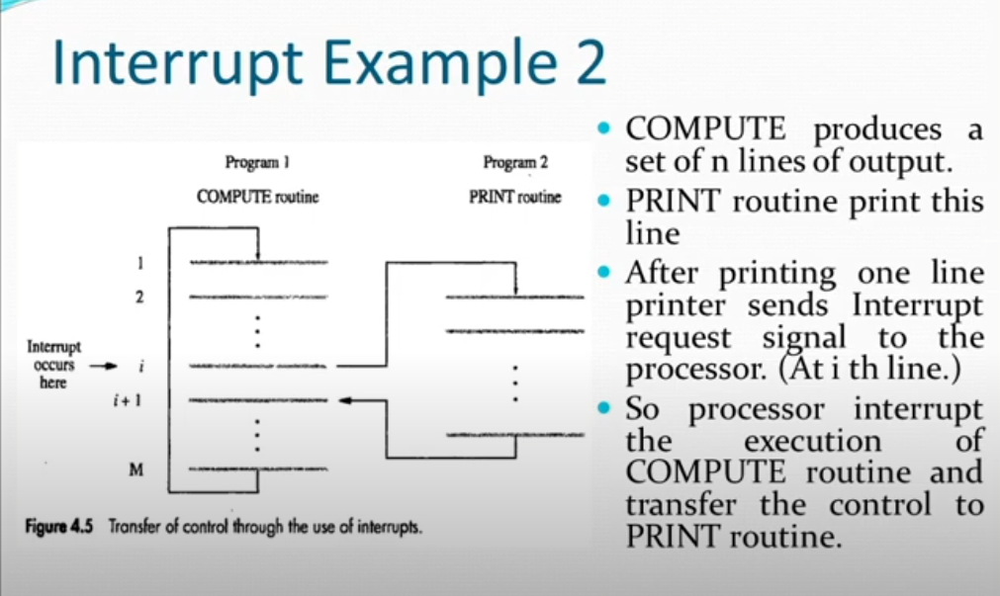 Interrupt Example 2
Program 1
COMPUTE routine
1
2
Interrupt
occurs
here
i
i + 1
M
Program 2
PRINT routine
Figure 4.5 Transfer of control through the use of interrupts.
COMPUTE produces a
set of n lines of output.
PRINT routine print this
line
After printing one line
printer sends Interrupt
request signal to the
processor. (At i th line.)
So processor interrupt
the execution of
COMPUTE routine and
transfer the control to
PRINT routine.